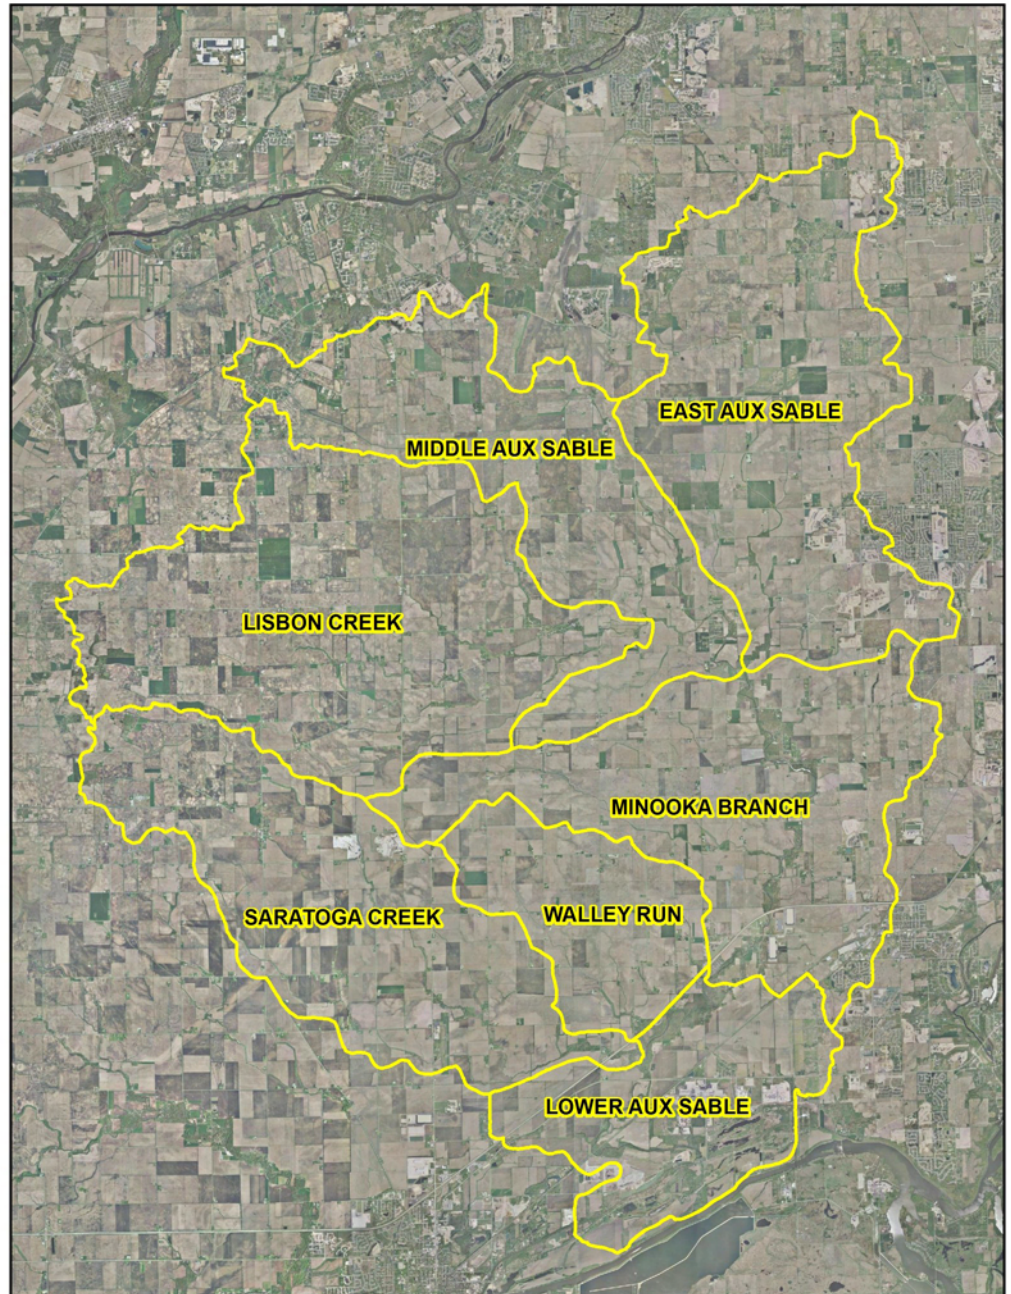 EAST AUX SABLE
MIDDLE AUX SABLE
LISBON CREEK
MINOOKA BRANCH
SARATOGA CREEK
WALLEY RUN
LOWER AUX SABLE